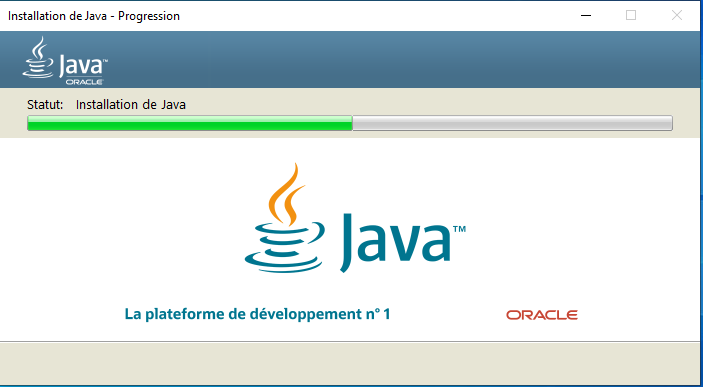 Installation de Java - Progression
Java™
ORACLE
Statut: Installation de Java
Java™
La plateforme de développement n° 1
ORACLE